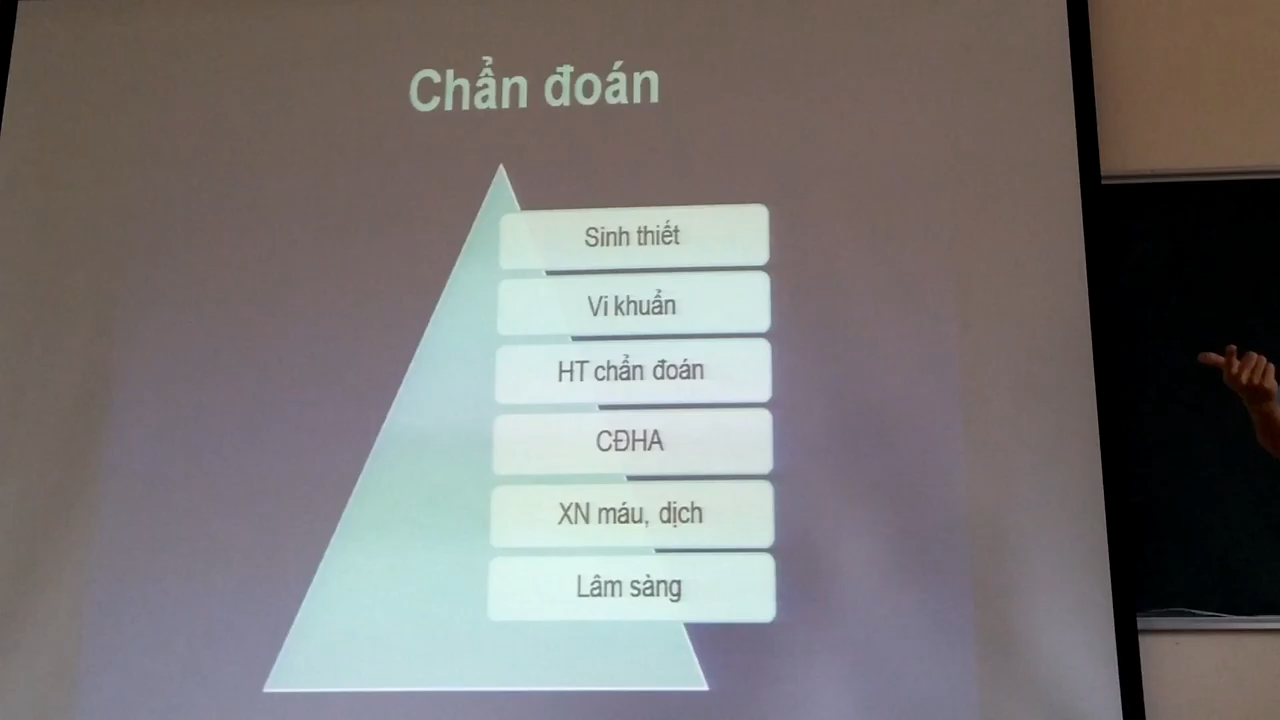 Chẩn đoán
Sinh thiết
Vi khuẩn
HT chẩn đoán
CĐHA
XN máu, dịch
Lâm sàng